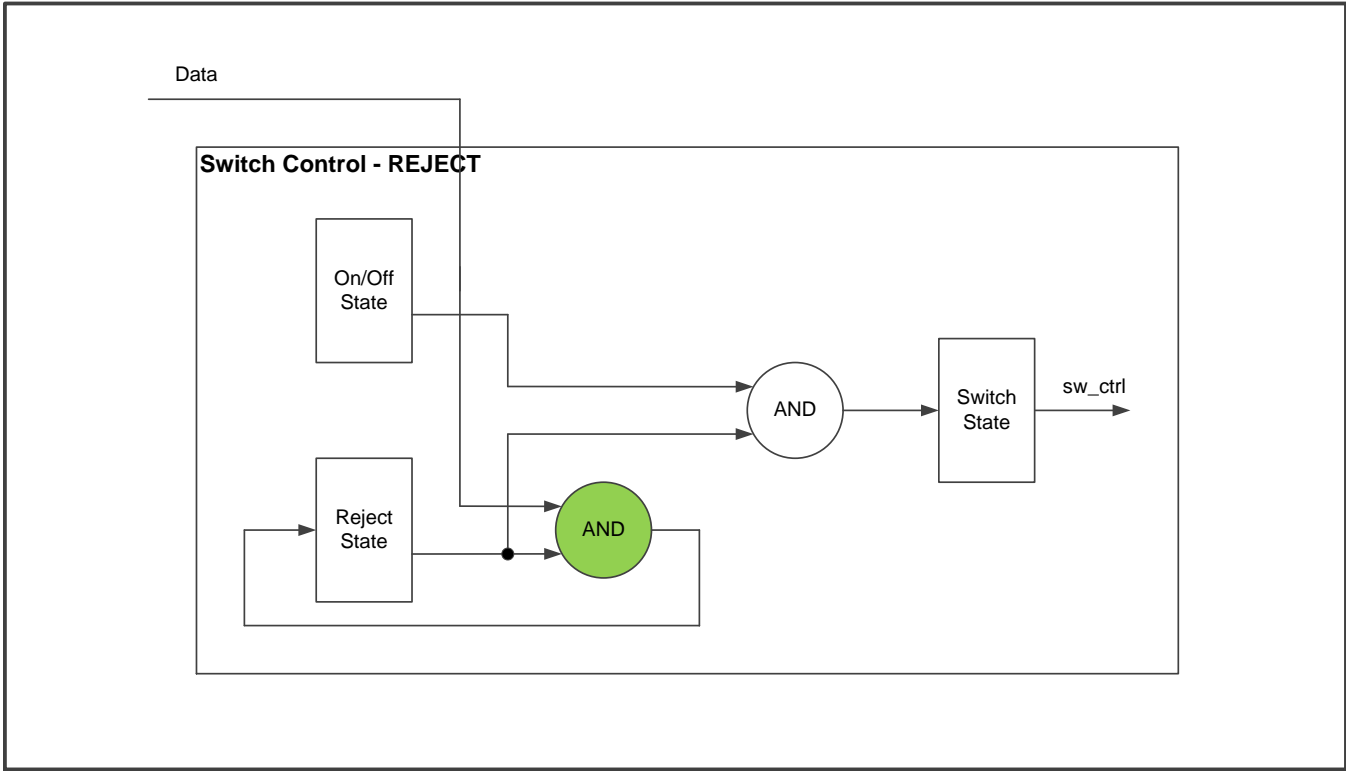 Data
Switch Control - REJECT
On/Off
State
AND
Switch
State
sw_ctrl
Reject
State
AND